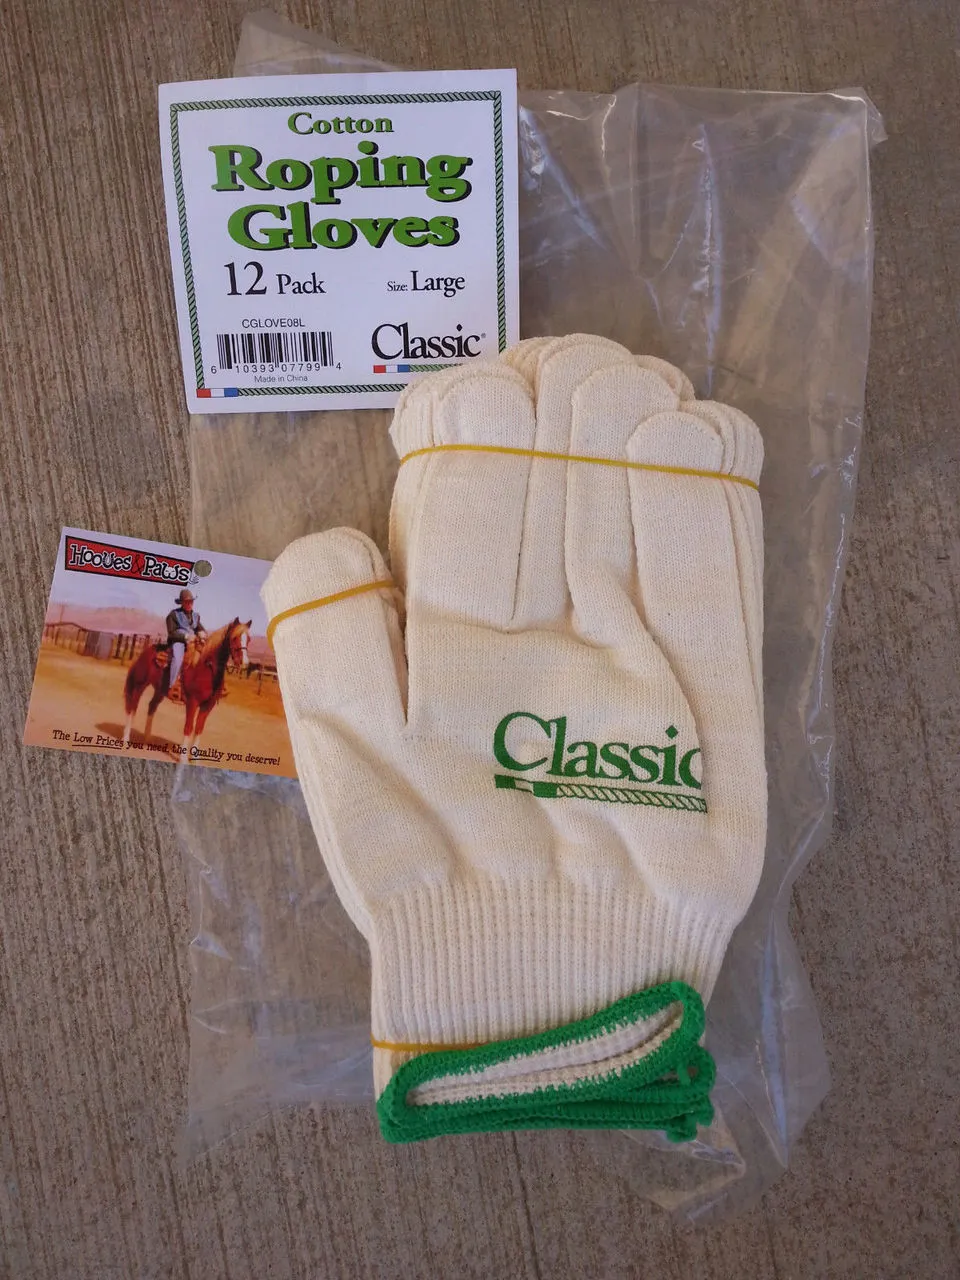 Cotton
Roping
Gloves
12 Pack Size: Large
CGLOVE08L
6 10393 07799 4
Made in China
Classic®
Hooves & Paws
The Low Prices you need, the Quality you deserve!
Classic